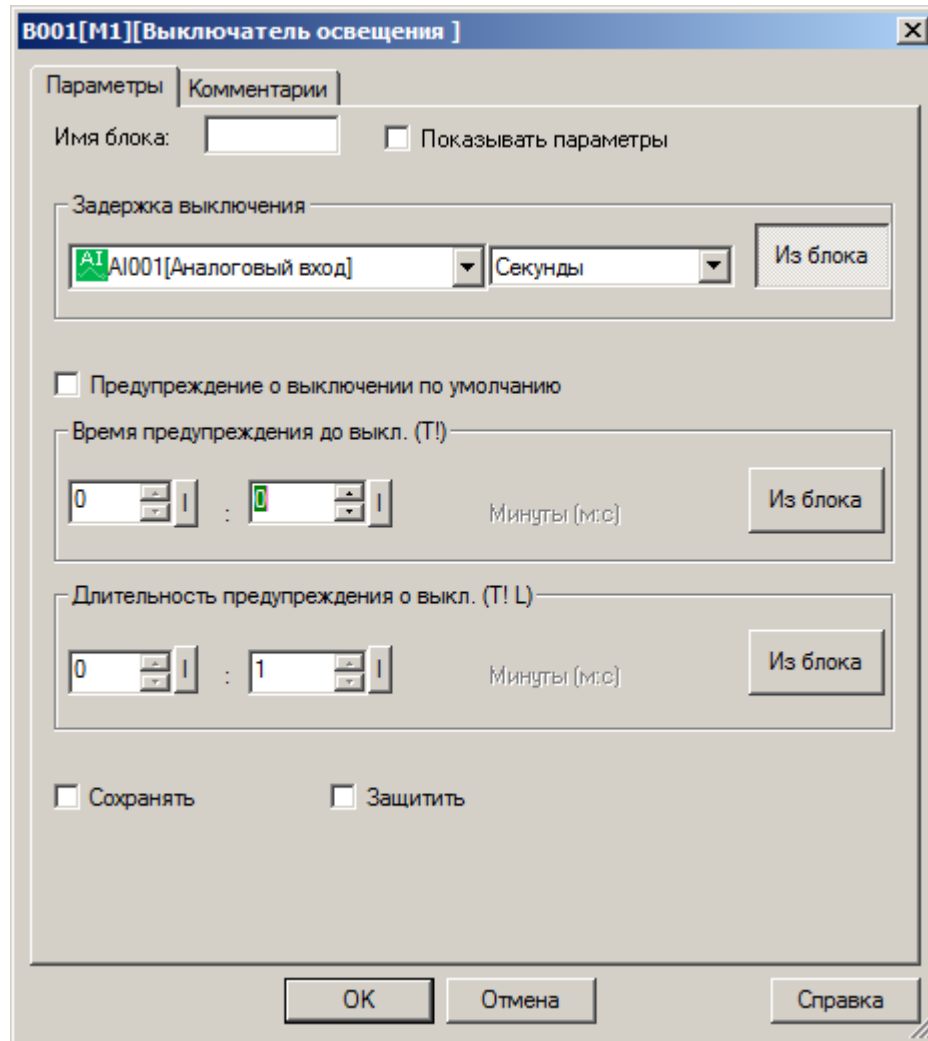 B001[M1][Выключатель освещения ]
Параметры Комментарии
Имя блока: Показывать параметры
Задержка выключения
AI AI001[Аналоговый вход] Секунды Из блока
Предупреждение о выключении по умолчанию
Время предупреждения до выкл. (T!)
0 I : 0 I Минуты (м:с) Из блока
Длительность предупреждения о выкл. (T! L)
0 I : 1 I Минуты (м:с) Из блока
Сохранять Защитить
OK Отмена Справка